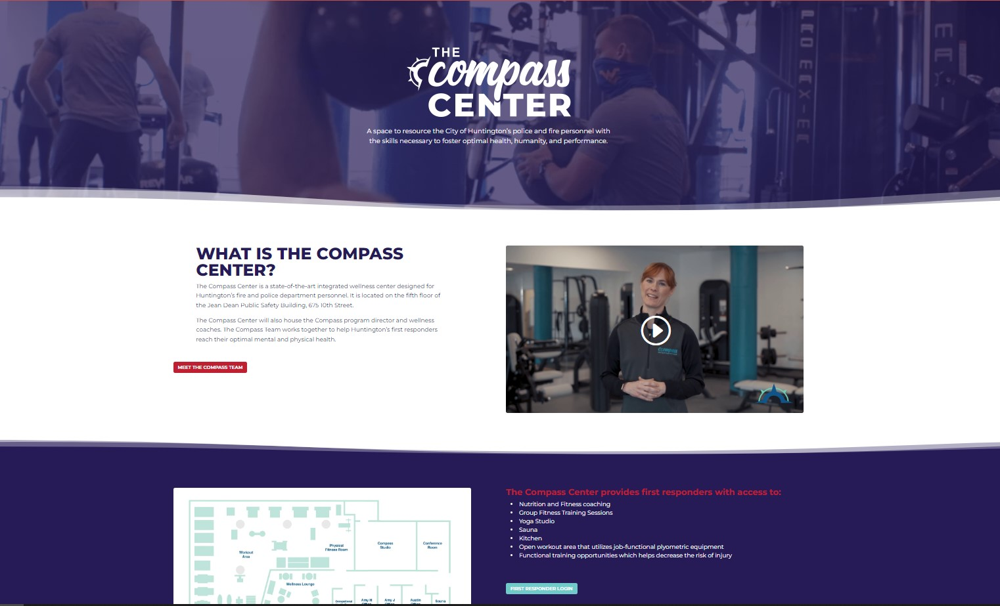 THE
compass
CENTER
A space to resource the City of Huntington's police and fire personnel with
the skills necessary to foster optimal health, humanity, and performance.
PRO MAXIMA
MA
WHAT IS THE COMPASS
CENTER?
The Compass Center is a state-of-the-art integrated wellness center designed for
Huntington's fire and police department personnel. It is located on the fifth floor of
the Jean Dean Public Safety Building, 675 10th Street.
The Compass Center will also house the Compass program director and wellness
coaches. The Compass Team works together to help Huntington's first responders
reach their optimal mental and physical health.
MEET THE COMPASS TEAM
COMPASS
The Compass Center provides first responders with access to:
• Nutrition and Fitness coaching
• Group Fitness Training Sessions
• Yoga Studio
• Sauna
• Kitchen
• Open workout area that utilizes job-functional plyometric equipment
• Functional training opportunities which helps decrease the risk of injury
FIRST RESPONDER LOGIN
Workout
Area
Physical
Fitness Room
Compass
Studio
Conference
Room
Wellness Lounge
Occupational
Amy H
Office
Amy J
Office
Austin
Office
Sauna